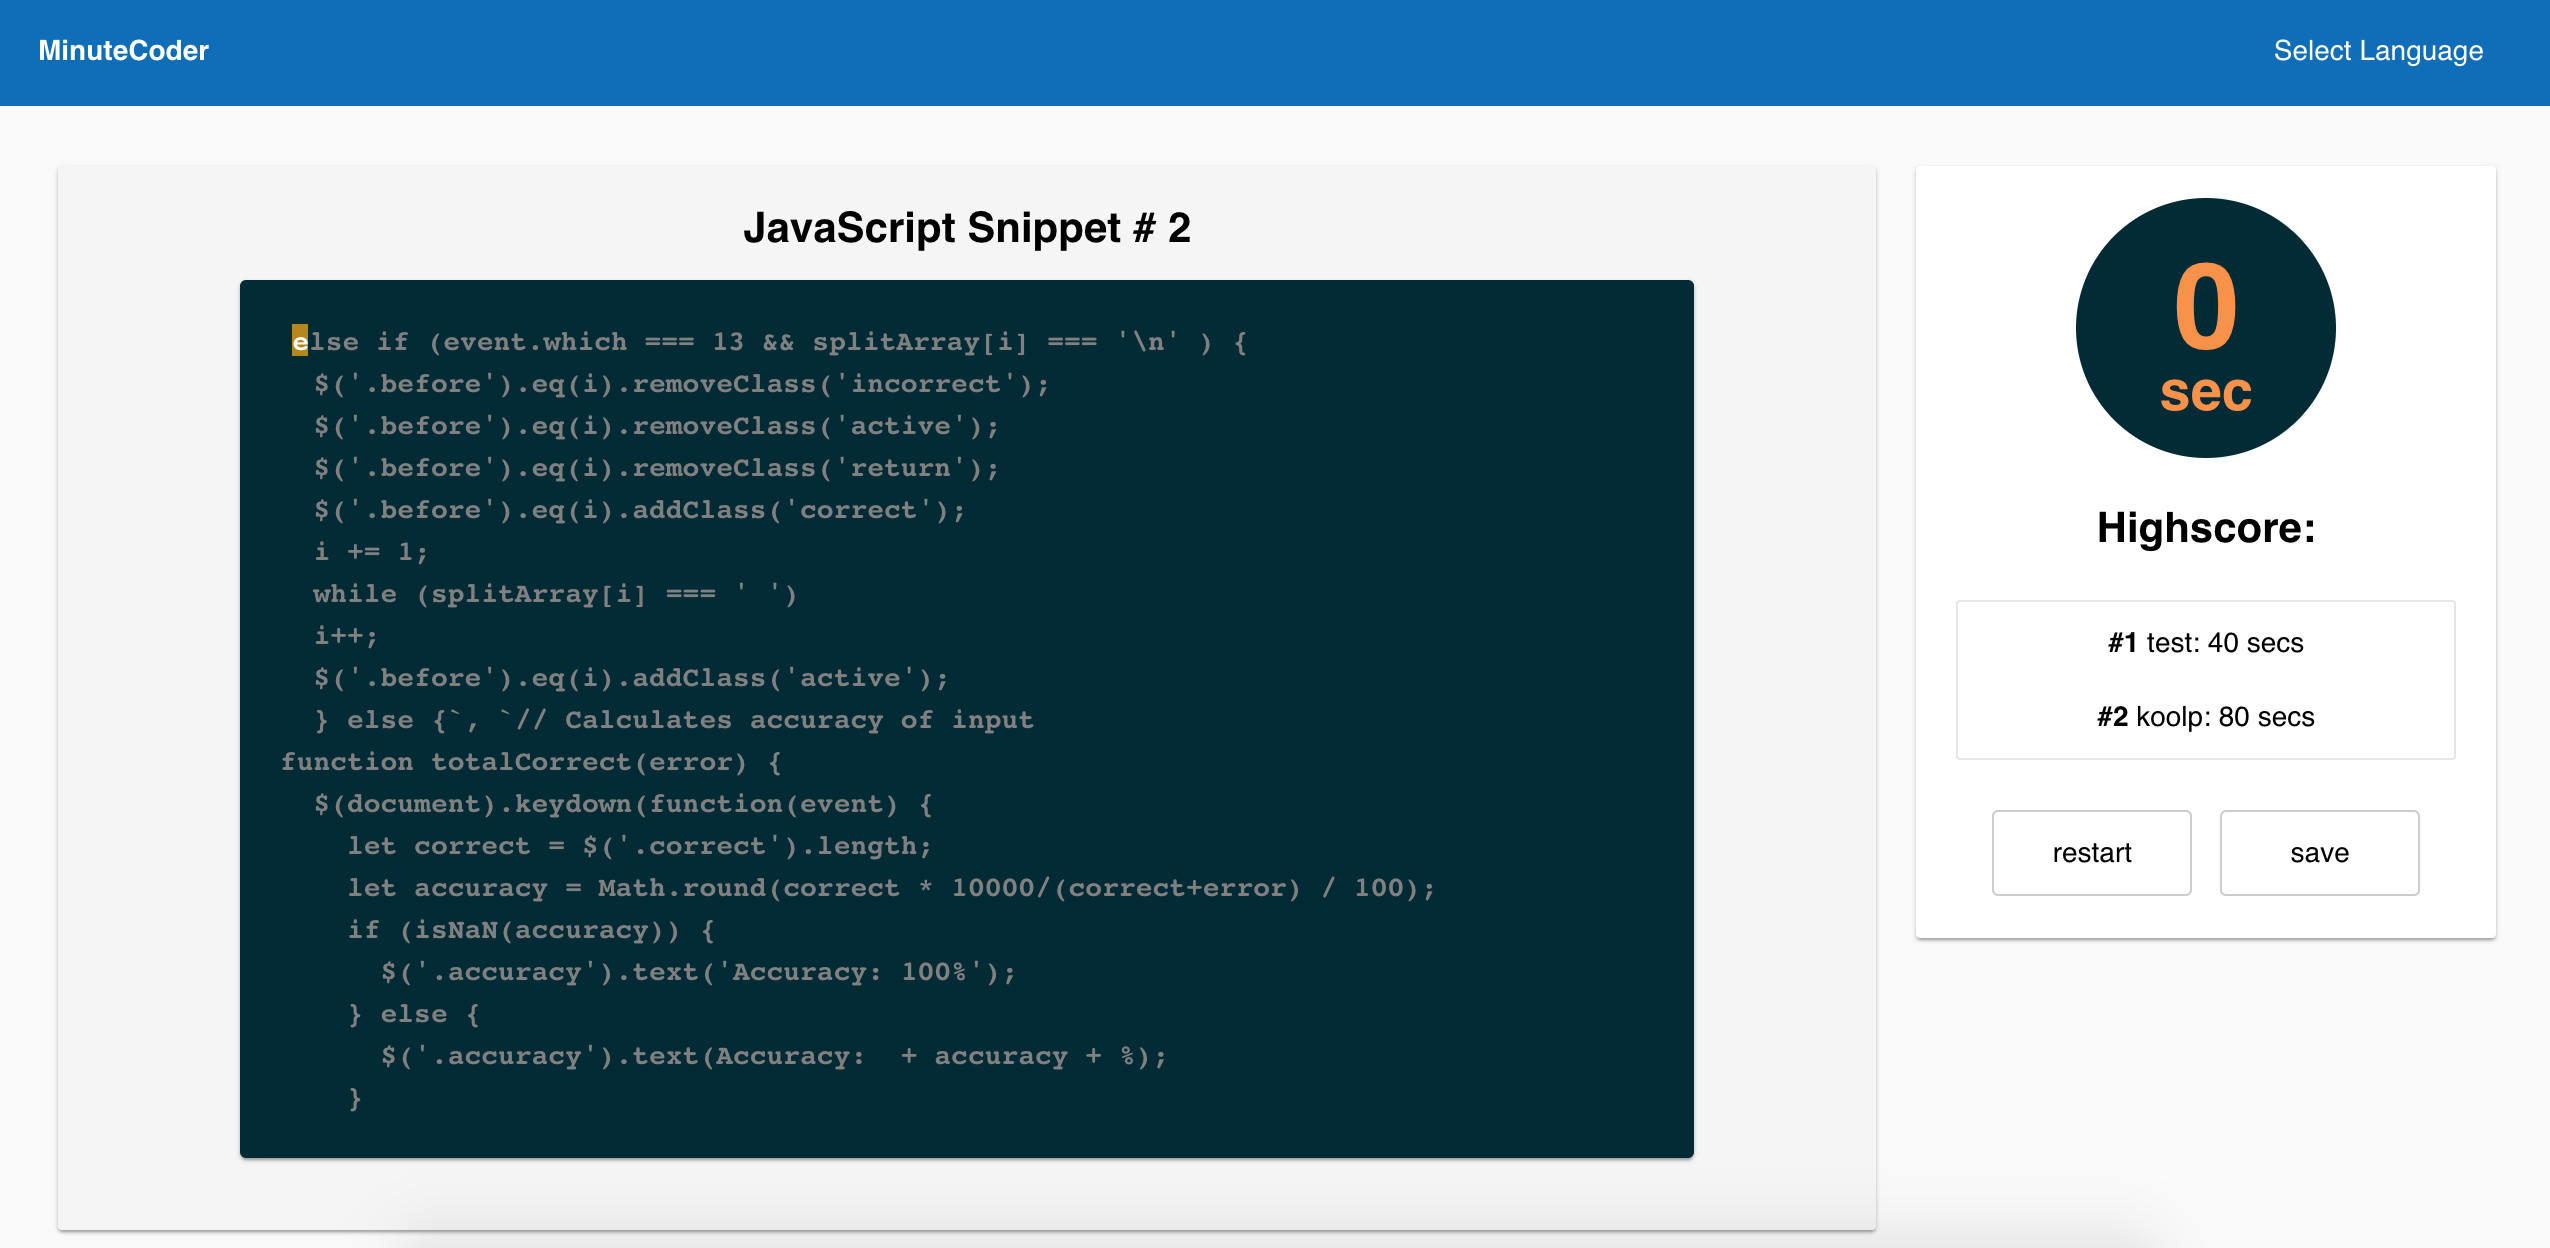 MinuteCoder
Select Language
JavaScript Snippet # 2
else if (event.which === 13 && splitArray[i] === '\n' ) {
  $('.before').eq(i).removeClass('incorrect');
  $('.before').eq(i).removeClass('active');
  $('.before').eq(i).removeClass('return');
  $('.before').eq(i).addClass('correct');
  i += 1;
  while (splitArray[i] === ' ')
  i++;
  $('.before').eq(i).addClass('active');
  } else {`, `// Calculates accuracy of input
function totalCorrect(error) {
  $(document).keydown(function(event) {
    let correct = $('.correct').length;
    let accuracy = Math.round(correct * 10000/(correct+error) / 100);
    if (isNaN(accuracy)) {
      $('.accuracy').text('Accuracy: 100%');
    } else {
      $('.accuracy').text(Accuracy:  + accuracy + %);
    }
0
sec
Highscore:
#1 test: 40 secs
#2 koolp: 80 secs
restart
save